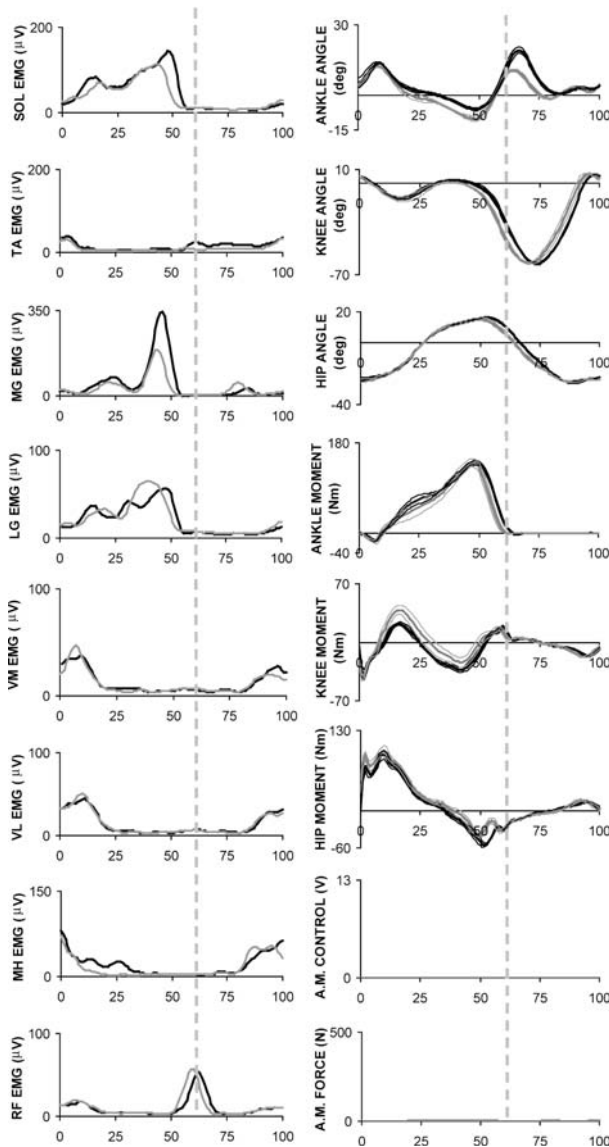 SOL EMG (µV)
200
100
0
0 25 50 75 100
TA EMG (µV)
200
0
0 25 50 75 100
MG EMG (µV)
350
0
0 25 50 75 100
LG EMG (µV)
100
0
0 25 50 75 100
VM EMG (µV)
100
0
0 25 50 75 100
VL EMG (µV)
100
0
0 25 50 75 100
MH EMG (µV)
150
0
0 25 50 75 100
RF EMG (µV)
100
0
0 25 50 75 100
ANKLE ANGLE
(deg)
30
-15
0 25 50 75 100
KNEE ANGLE
(deg)
10
-70
0 25 50 75 100
HIP ANGLE
(deg)
20
-40
0 25 50 75 100
ANKLE MOMENT
(Nm)
180
-40
0 25 50 75 100
KNEE MOMENT
(Nm)
70
-70
0 25 50 75 100
HIP MOMENT (Nm)
130
-60
0 25 50 75 100
A.M. CONTROL (V)
13
0
0 25 50 75 100
A.M. FORCE (N)
500
0
0 25 50 75 100